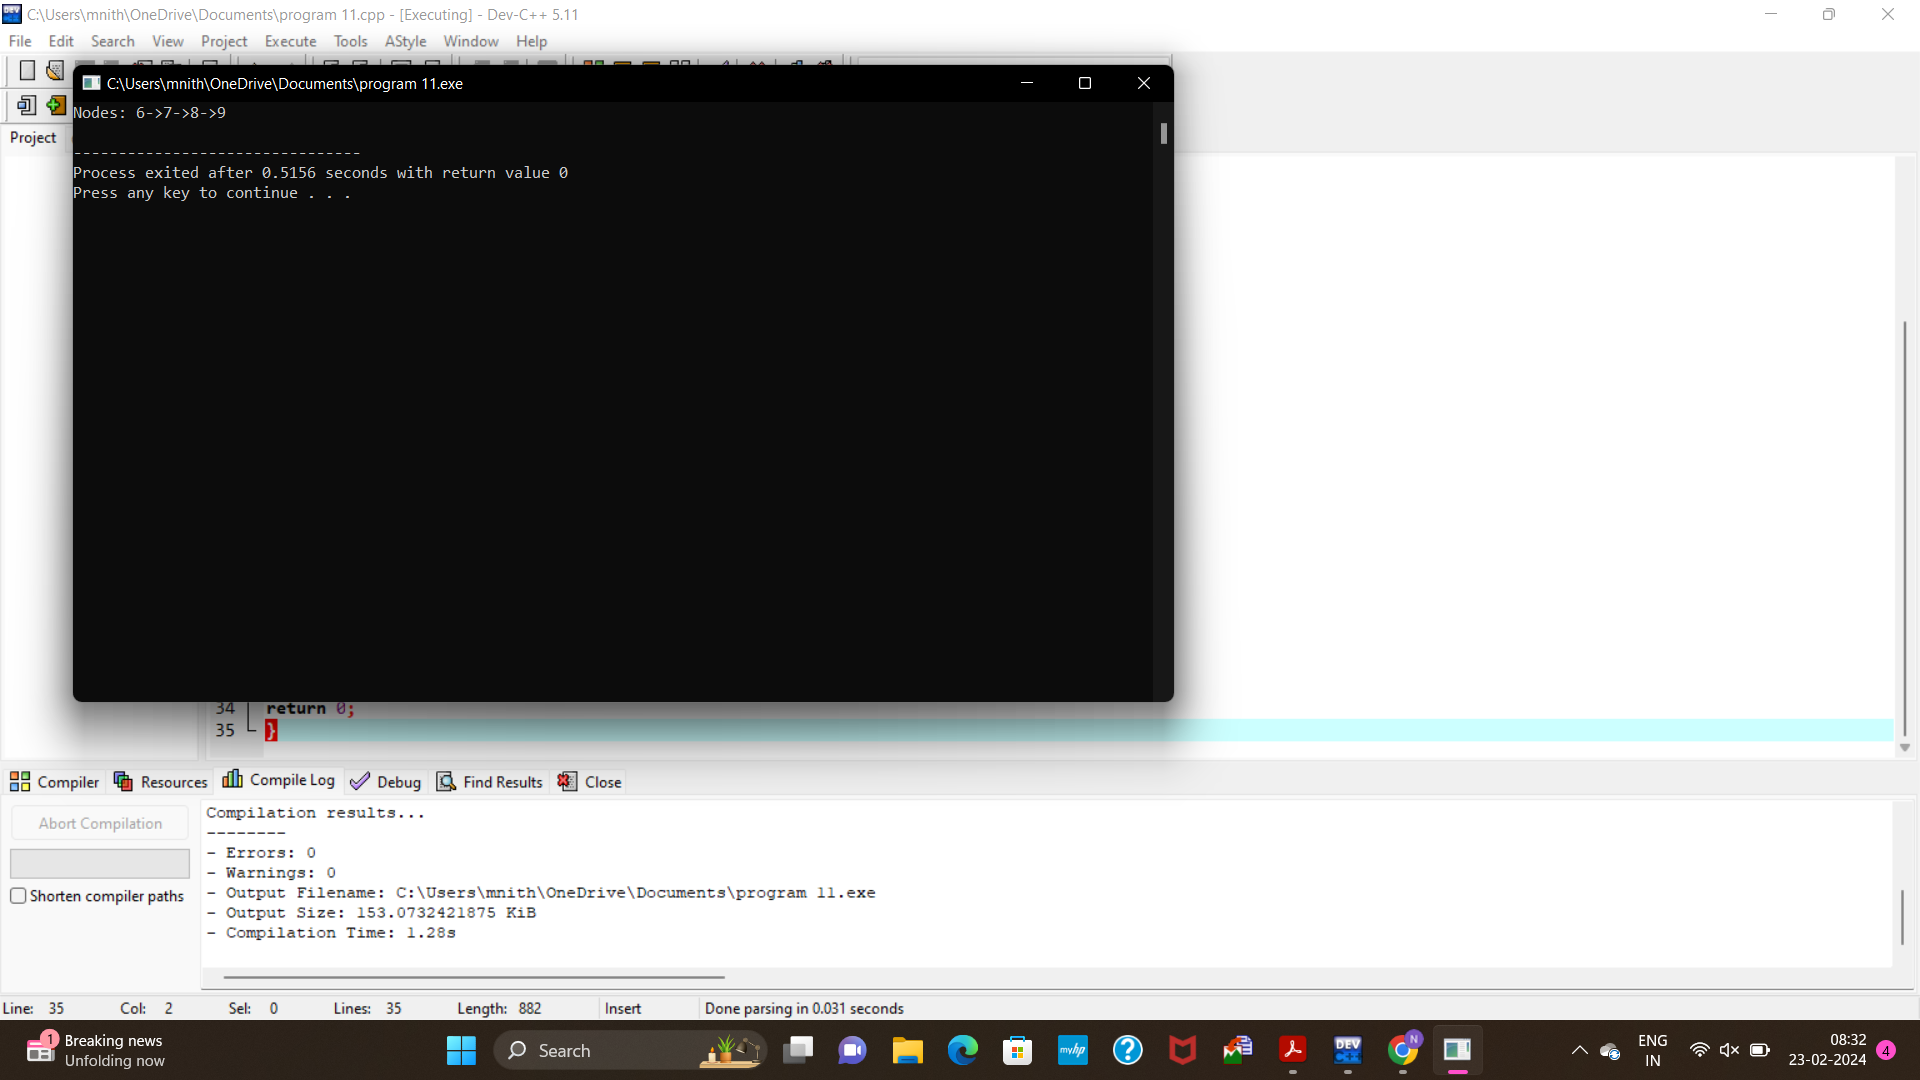 C:\Users\mnith\OneDrive\Documents\program 11.cpp - [Executing] - Dev-C++ 5.11
File Edit Search View Project Execute Tools AStyle Window Help
C:\Users\mnith\OneDrive\Documents\program 11.exe
Nodes: 6->7->8->9
Project
--------------------------------
Process exited after 0.5156 seconds with return value 0
Press any key to continue . . .
34 return 0;
35 }
Compiler Resources Compile Log Debug Find Results Close
Abort Compilation
Shorten compiler paths
Compilation results...
--------
- Errors: 0
- Warnings: 0
- Output Filename: C:\Users\mnith\OneDrive\Documents\program 11.exe
- Output Size: 153.0732421875 KiB
- Compilation Time: 1.28s
Line: 35 Col: 2 Sel: 0 Lines: 35 Length: 882 Insert Done parsing in 0.031 seconds
1 Breaking news
Unfolding now
Search
myhp
DEV C++
N
ENG
IN
08:32
23-02-2024
4